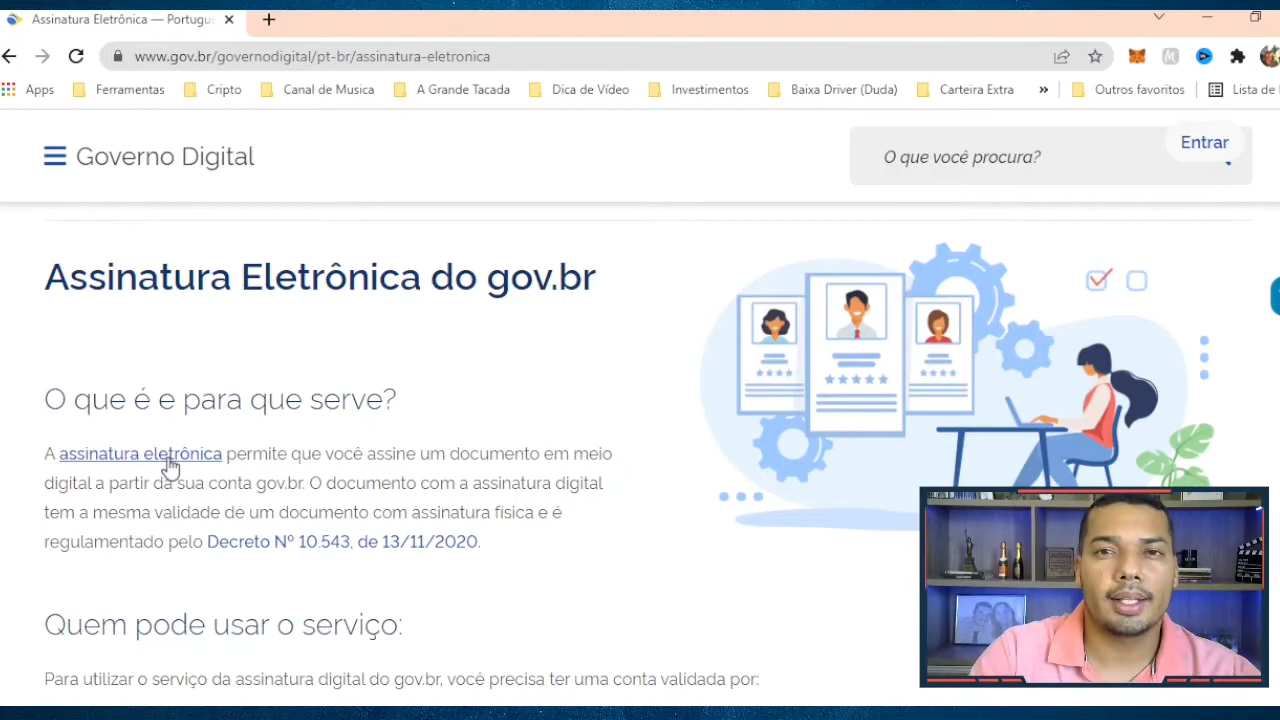 Assinatura Eletrônica — Portugu
www.gov.br/governodigital/pt-br/assinatura-eletronica
Apps
Ferramentas
Cripto
Canal de Musica
A Grande Tacada
Dica de Vídeo
Investimentos
Baixa Driver (Duda)
Carteira Extra
»
Outros favoritos
Lista de
Governo Digital
O que você procura?
Entrar
Assinatura Eletrônica do gov.br
O que é e para que serve?
A assinatura eletrônica permite que você assine um documento em meio
digital a partir da sua conta gov.br. O documento com a assinatura digital
tem a mesma validade de um documento com assinatura física e é
regulamentado pelo Decreto Nº 10.543, de 13/11/2020.
Quem pode usar o serviço:
Para utilizar o serviço da assinatura digital do gov.br, você precisa ter uma conta validada por: